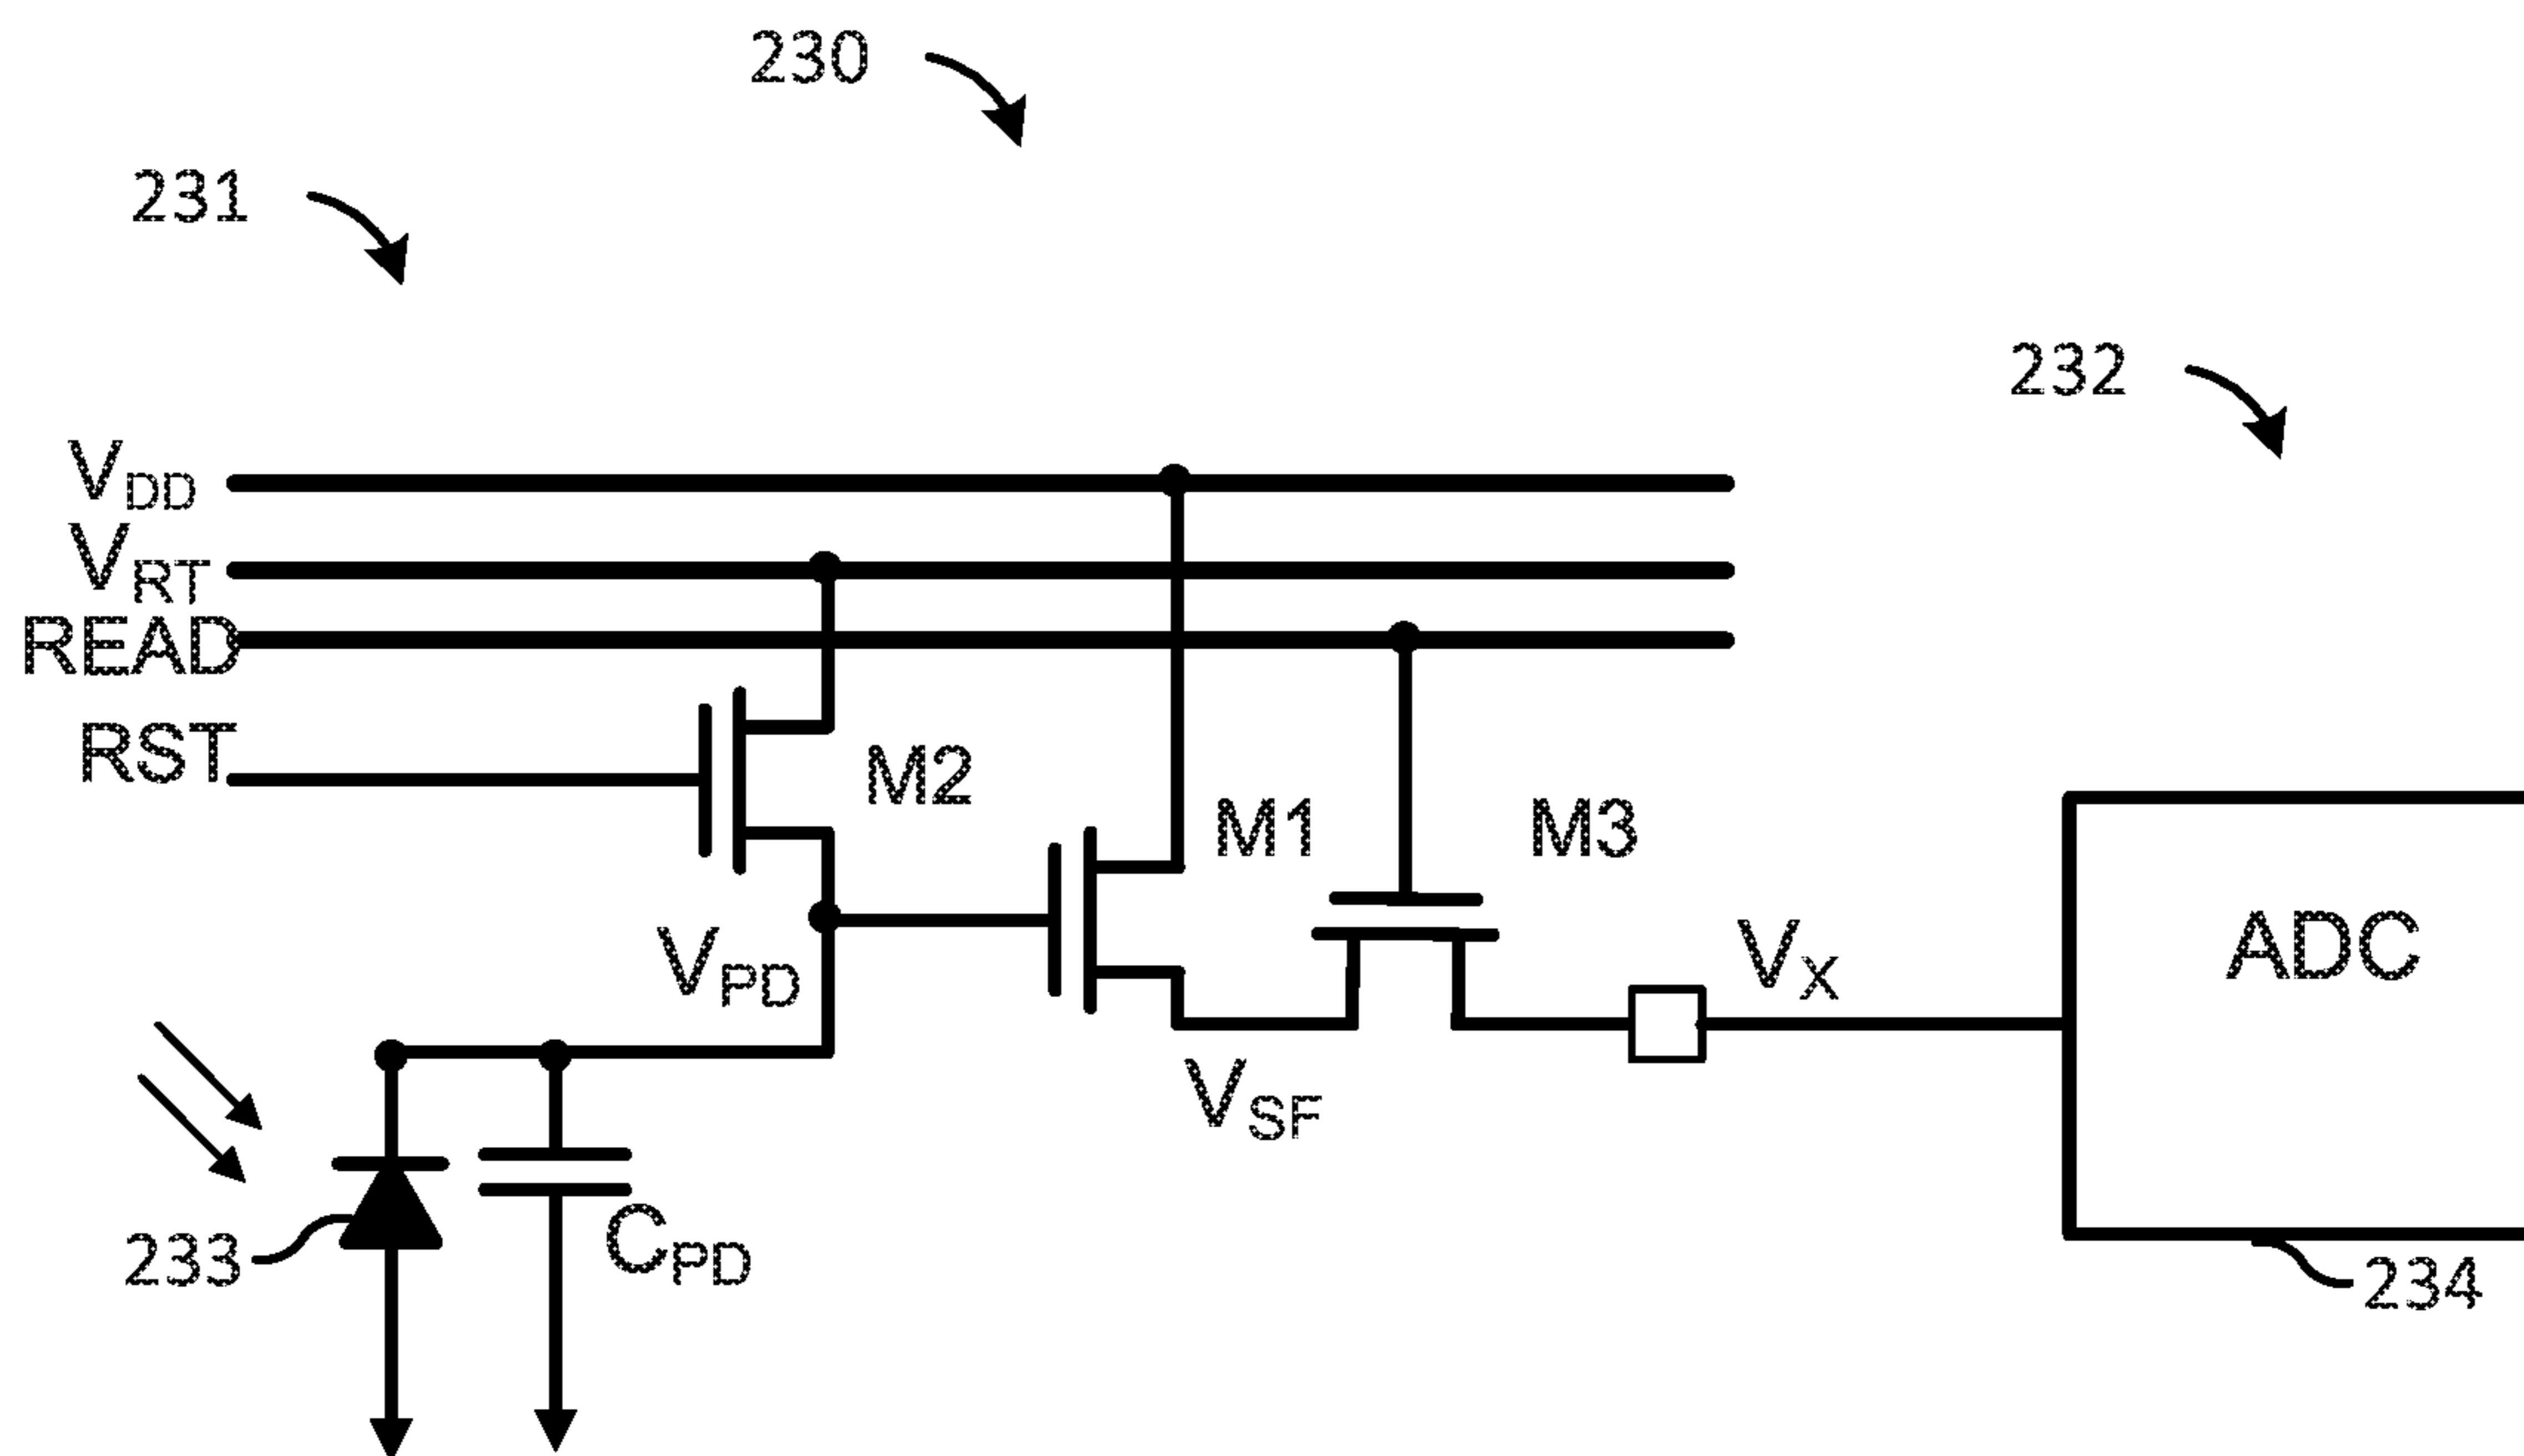 230
231
232
VDD
VRT
READ
RST
M2
M1
M3
VPD
VX
ADC
VSF
233
CPD
234